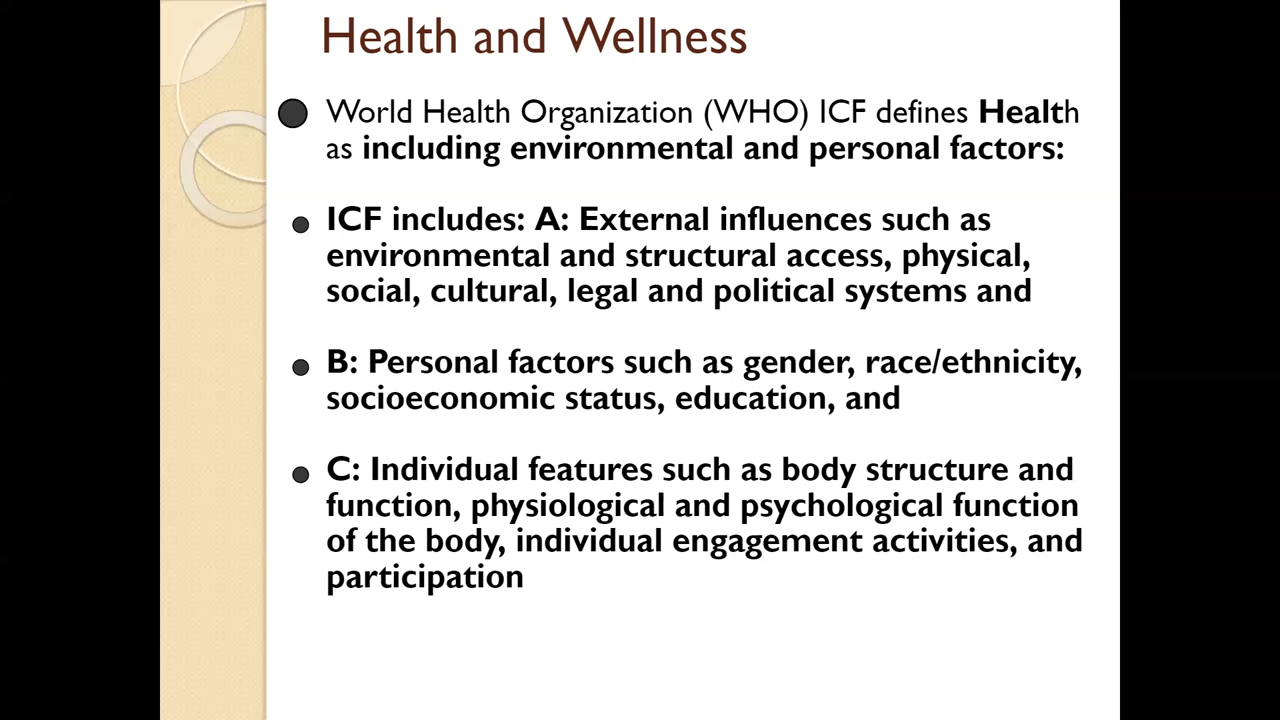 Health and Wellness
World Health Organization (WHO) ICF defines Health
as including environmental and personal factors:
ICF includes: A: External influences such as
environmental and structural access, physical,
social, cultural, legal and political systems and
B: Personal factors such as gender, race/ethnicity,
socioeconomic status, education, and
C: Individual features such as body structure and
function, physiological and psychological function
of the body, individual engagement activities, and
participation